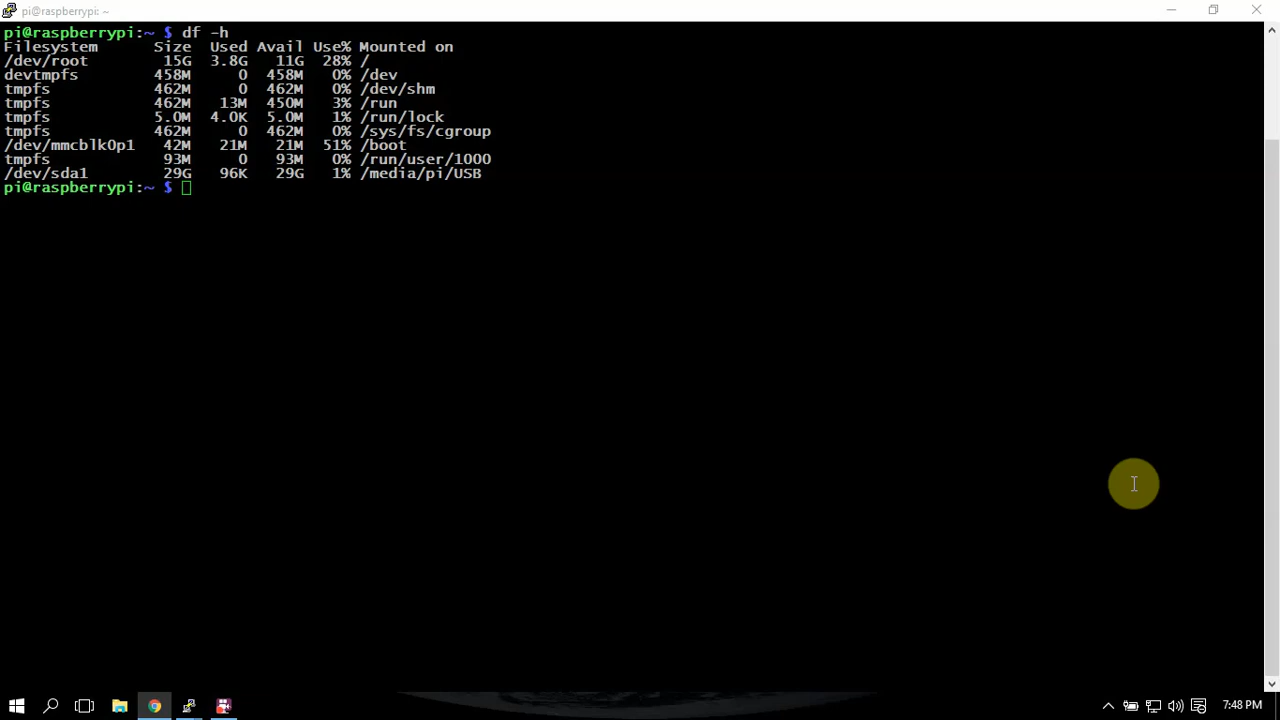 pi@raspberrypi: ~
pi@raspberrypi:~ $ df -h
Filesystem      Size  Used Avail Use% Mounted on
/dev/root        15G  3.8G   11G  28% /
devtmpfs        458M     0  458M   0% /dev
tmpfs           462M     0  462M   0% /dev/shm
tmpfs           462M   13M  450M   3% /run
tmpfs           5.0M  4.0K  5.0M   1% /run/lock
tmpfs           462M     0  462M   0% /sys/fs/cgroup
/dev/mmcblk0p1   42M   21M   21M  51% /boot
tmpfs            93M     0   93M   0% /run/user/1000
/dev/sda1        29G   96K   29G   1% /media/pi/USB
pi@raspberrypi:~ $
7:48 PM